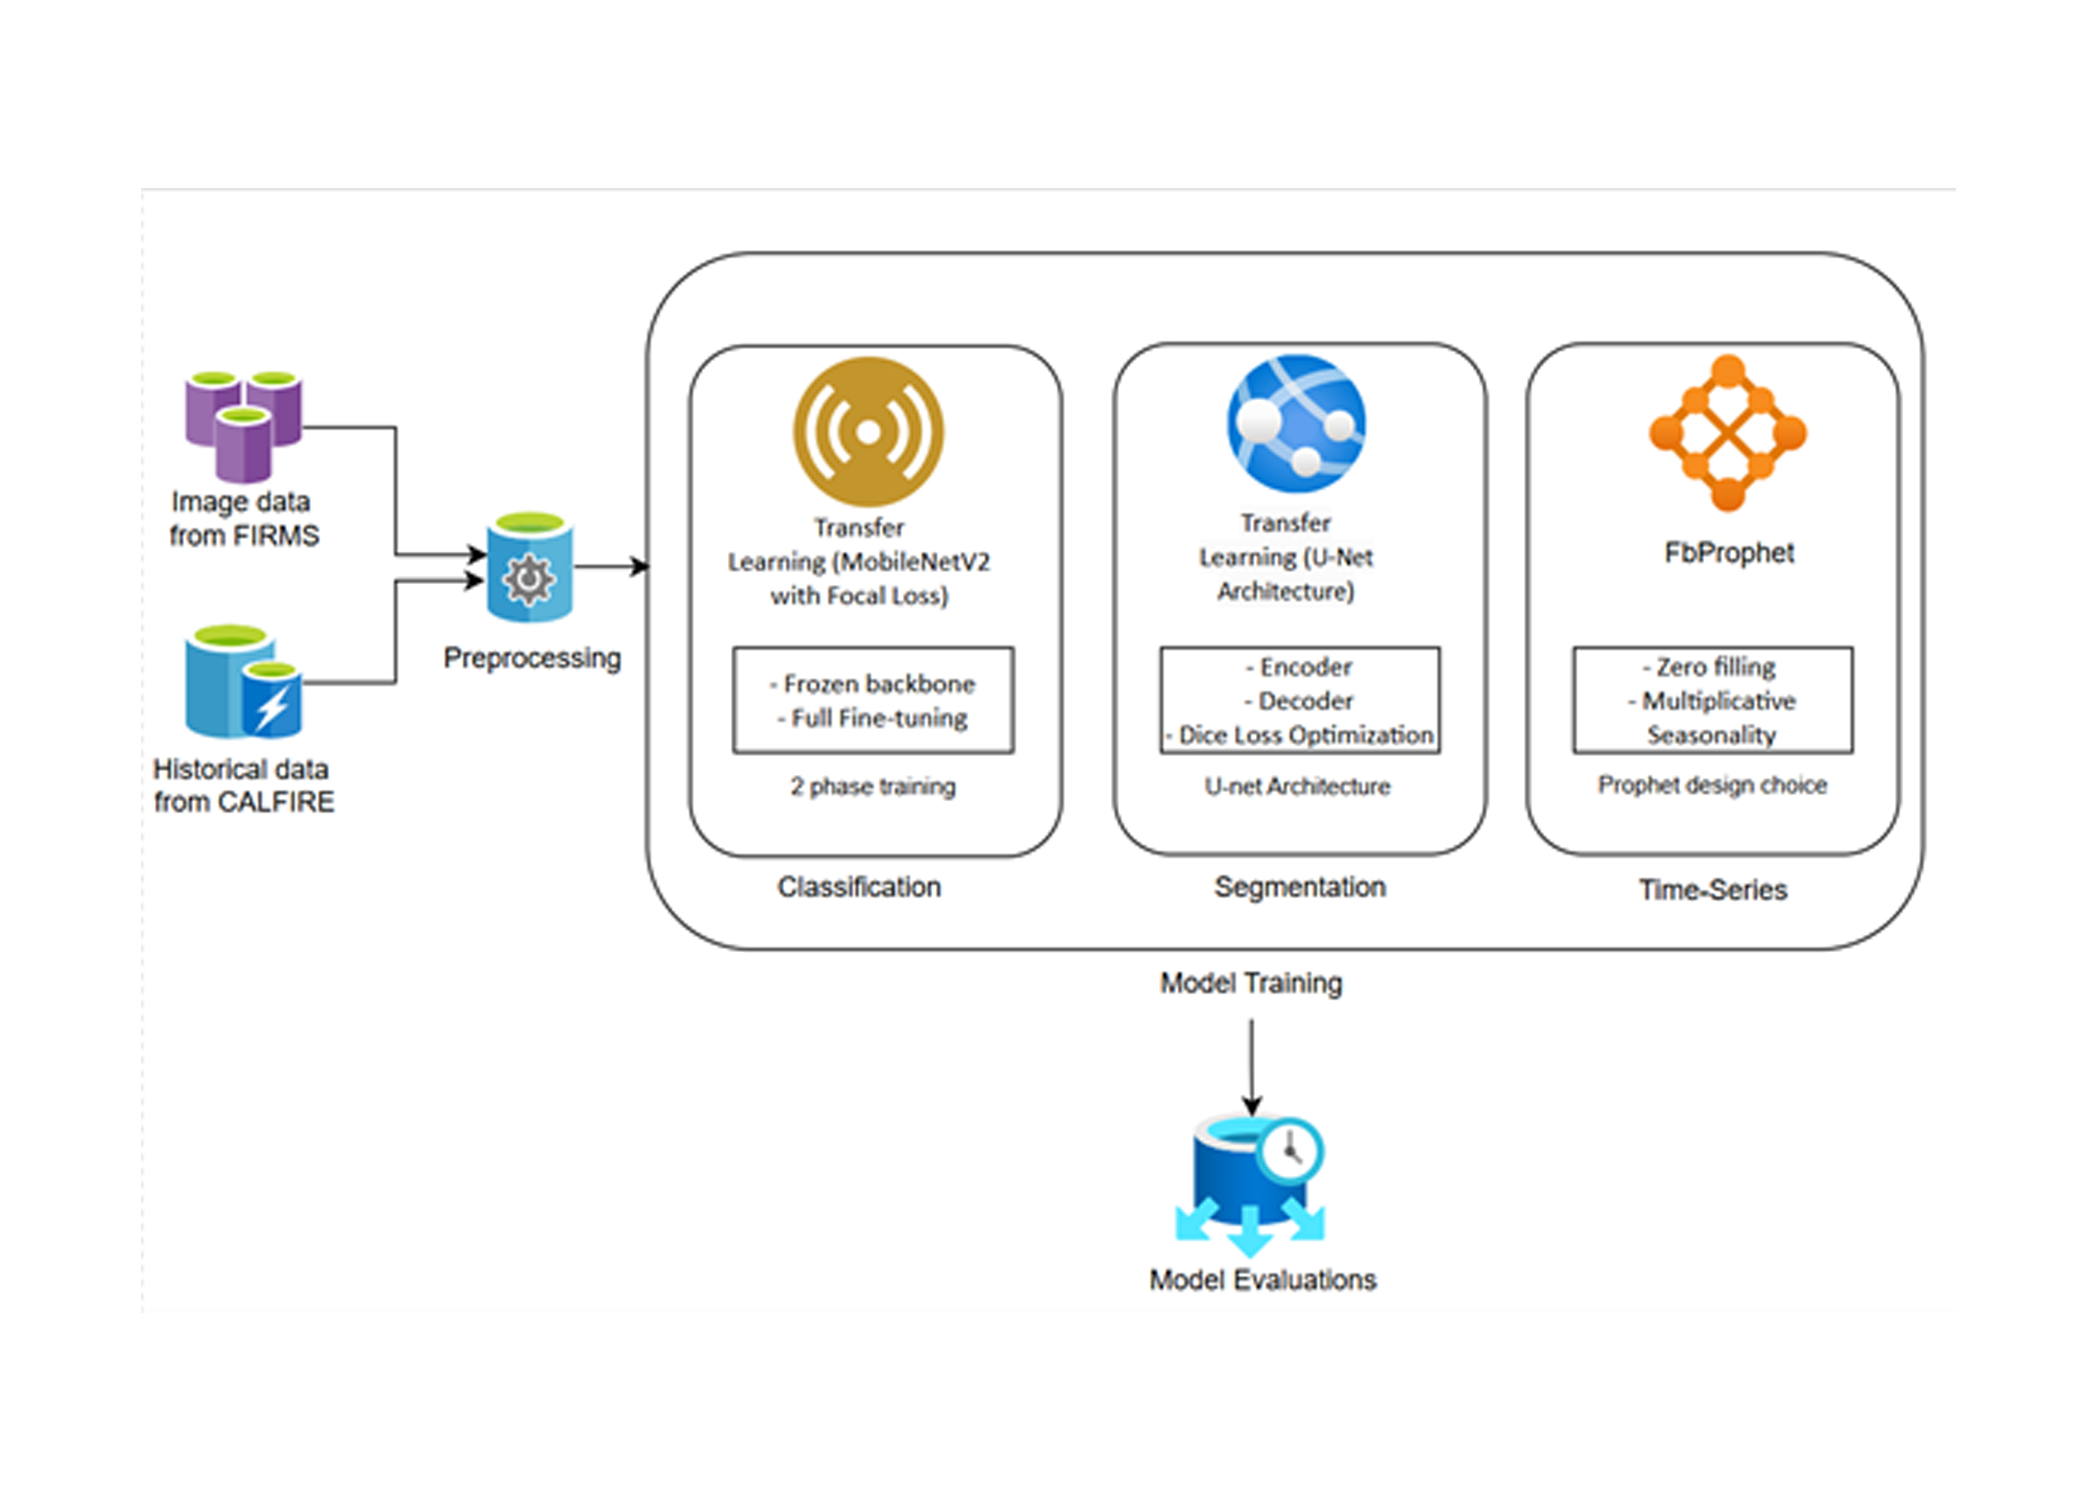 Image data
from FIRMS
Historical data
from CALFIRE
Preprocessing
Transfer
Learning (MobileNetV2
with Focal Loss)
- Frozen backbone
- Full Fine-tuning
2 phase training
Classification
Transfer
Learning (U-Net
Architecture)
- Encoder
- Decoder
- Dice Loss Optimization
U-net Architecture
Segmentation
FbProphet
- Zero filling
- Multiplicative
Seasonality
Prophet design choice
Time-Series
Model Training
Model Evaluations